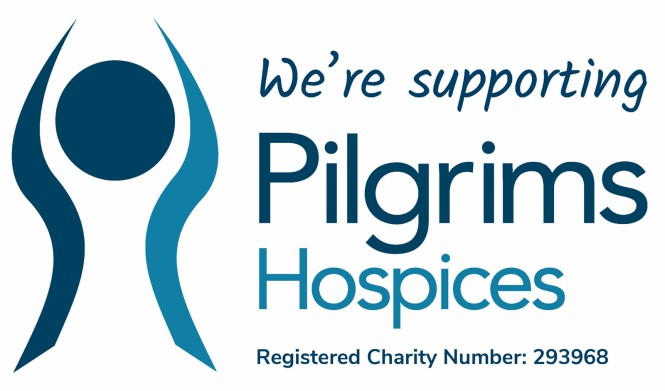 We’re supporting
Pilgrims
Hospices
Registered Charity Number: 293968